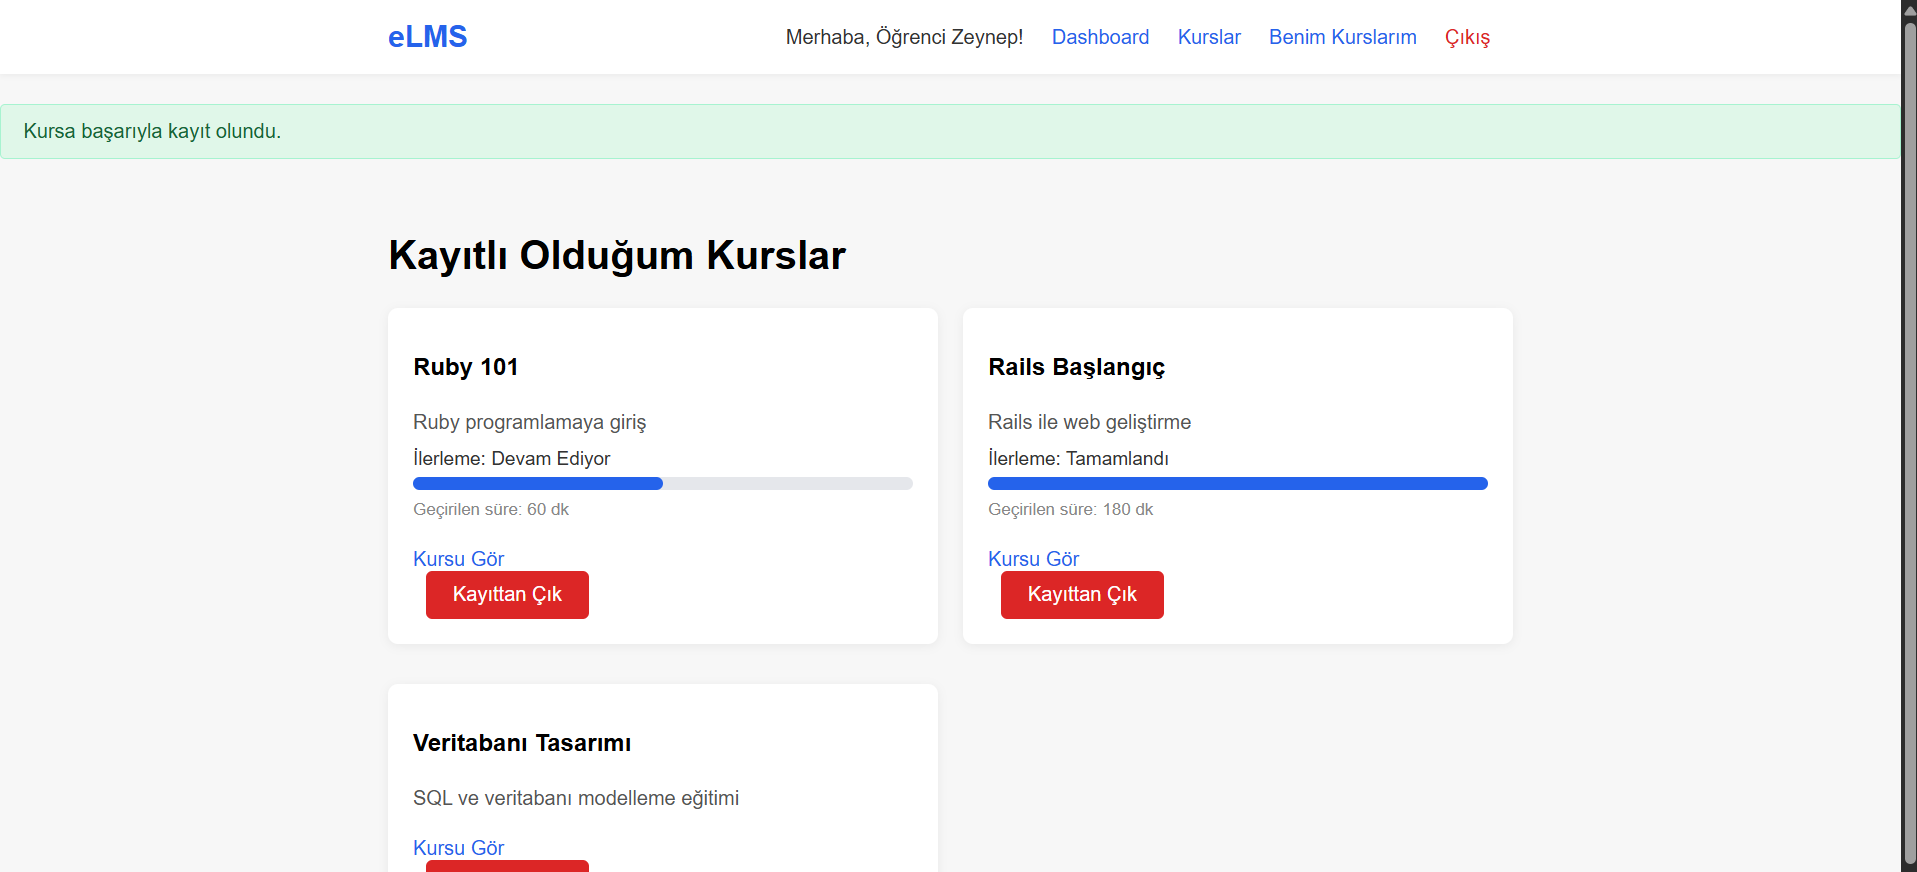 eLMS
Merhaba, Öğrenci Zeynep! Dashboard Kurslar Benim Kurslarım Çıkış
Kursa başarıyla kayıt olundu.
Kayıtlı Olduğum Kurslar
Ruby 101
Ruby programlamaya giriş
İlerleme: Devam Ediyor
Geçirilen süre: 60 dk
Kursu Gör
Kayıttan Çık
Rails Başlangıç
Rails ile web geliştirme
İlerleme: Tamamlandı
Geçirilen süre: 180 dk
Kursu Gör
Kayıttan Çık
Veritabanı Tasarımı
SQL ve veritabanı modelleme eğitimi
Kursu Gör